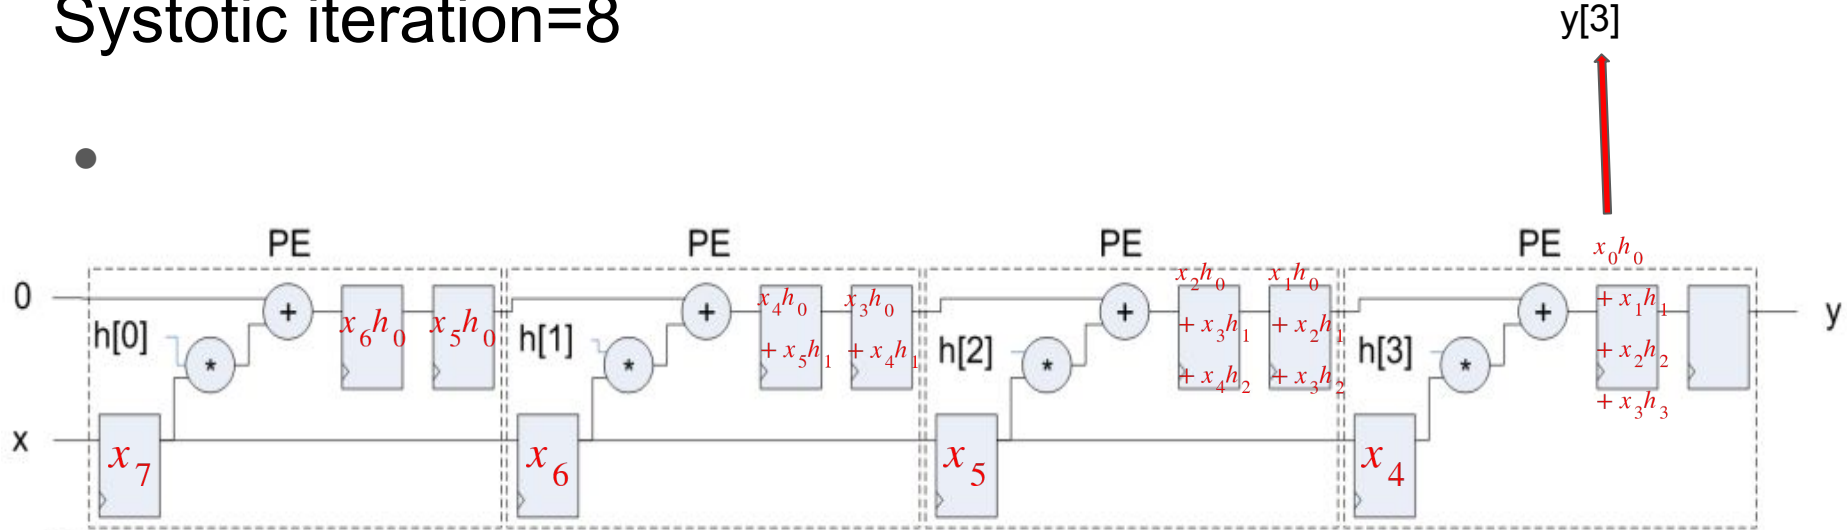 Systotic iteration=8
y[3]
PE PE PE PE
0 h[0] * + x₆h₀ x₅h₀ h[1] * + x₄h₀ + x₅h₁ x₃h₀ + x₄h₁ h[2] * + x₂h₀ + x₃h₁ + x₄h₂ x₁h₀ + x₂h₁ + x₃h₂ h[3] * + x₀h₀ + x₁h₁ + x₂h₂ + x₃h₃ y
x x₇ x₆ x₅ x₄